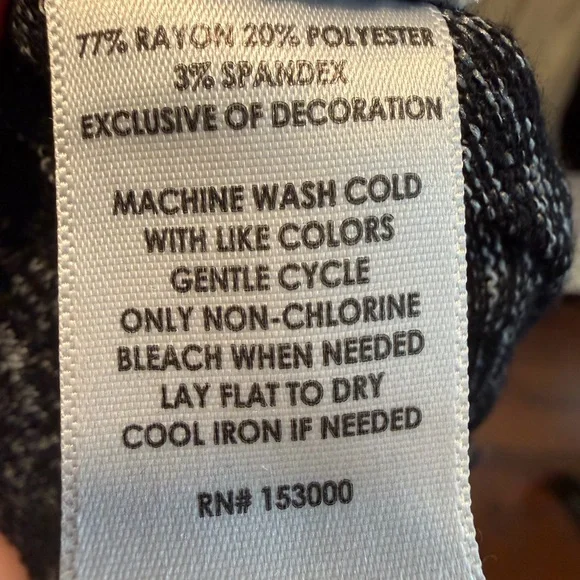 77% RAYON 20% POLYESTER
3% SPANDEX
EXCLUSIVE OF DECORATION
MACHINE WASH COLD
WITH LIKE COLORS
GENTLE CYCLE
ONLY NON-CHLORINE
BLEACH WHEN NEEDED
LAY FLAT TO DRY
COOL IRON IF NEEDED
RN# 153000